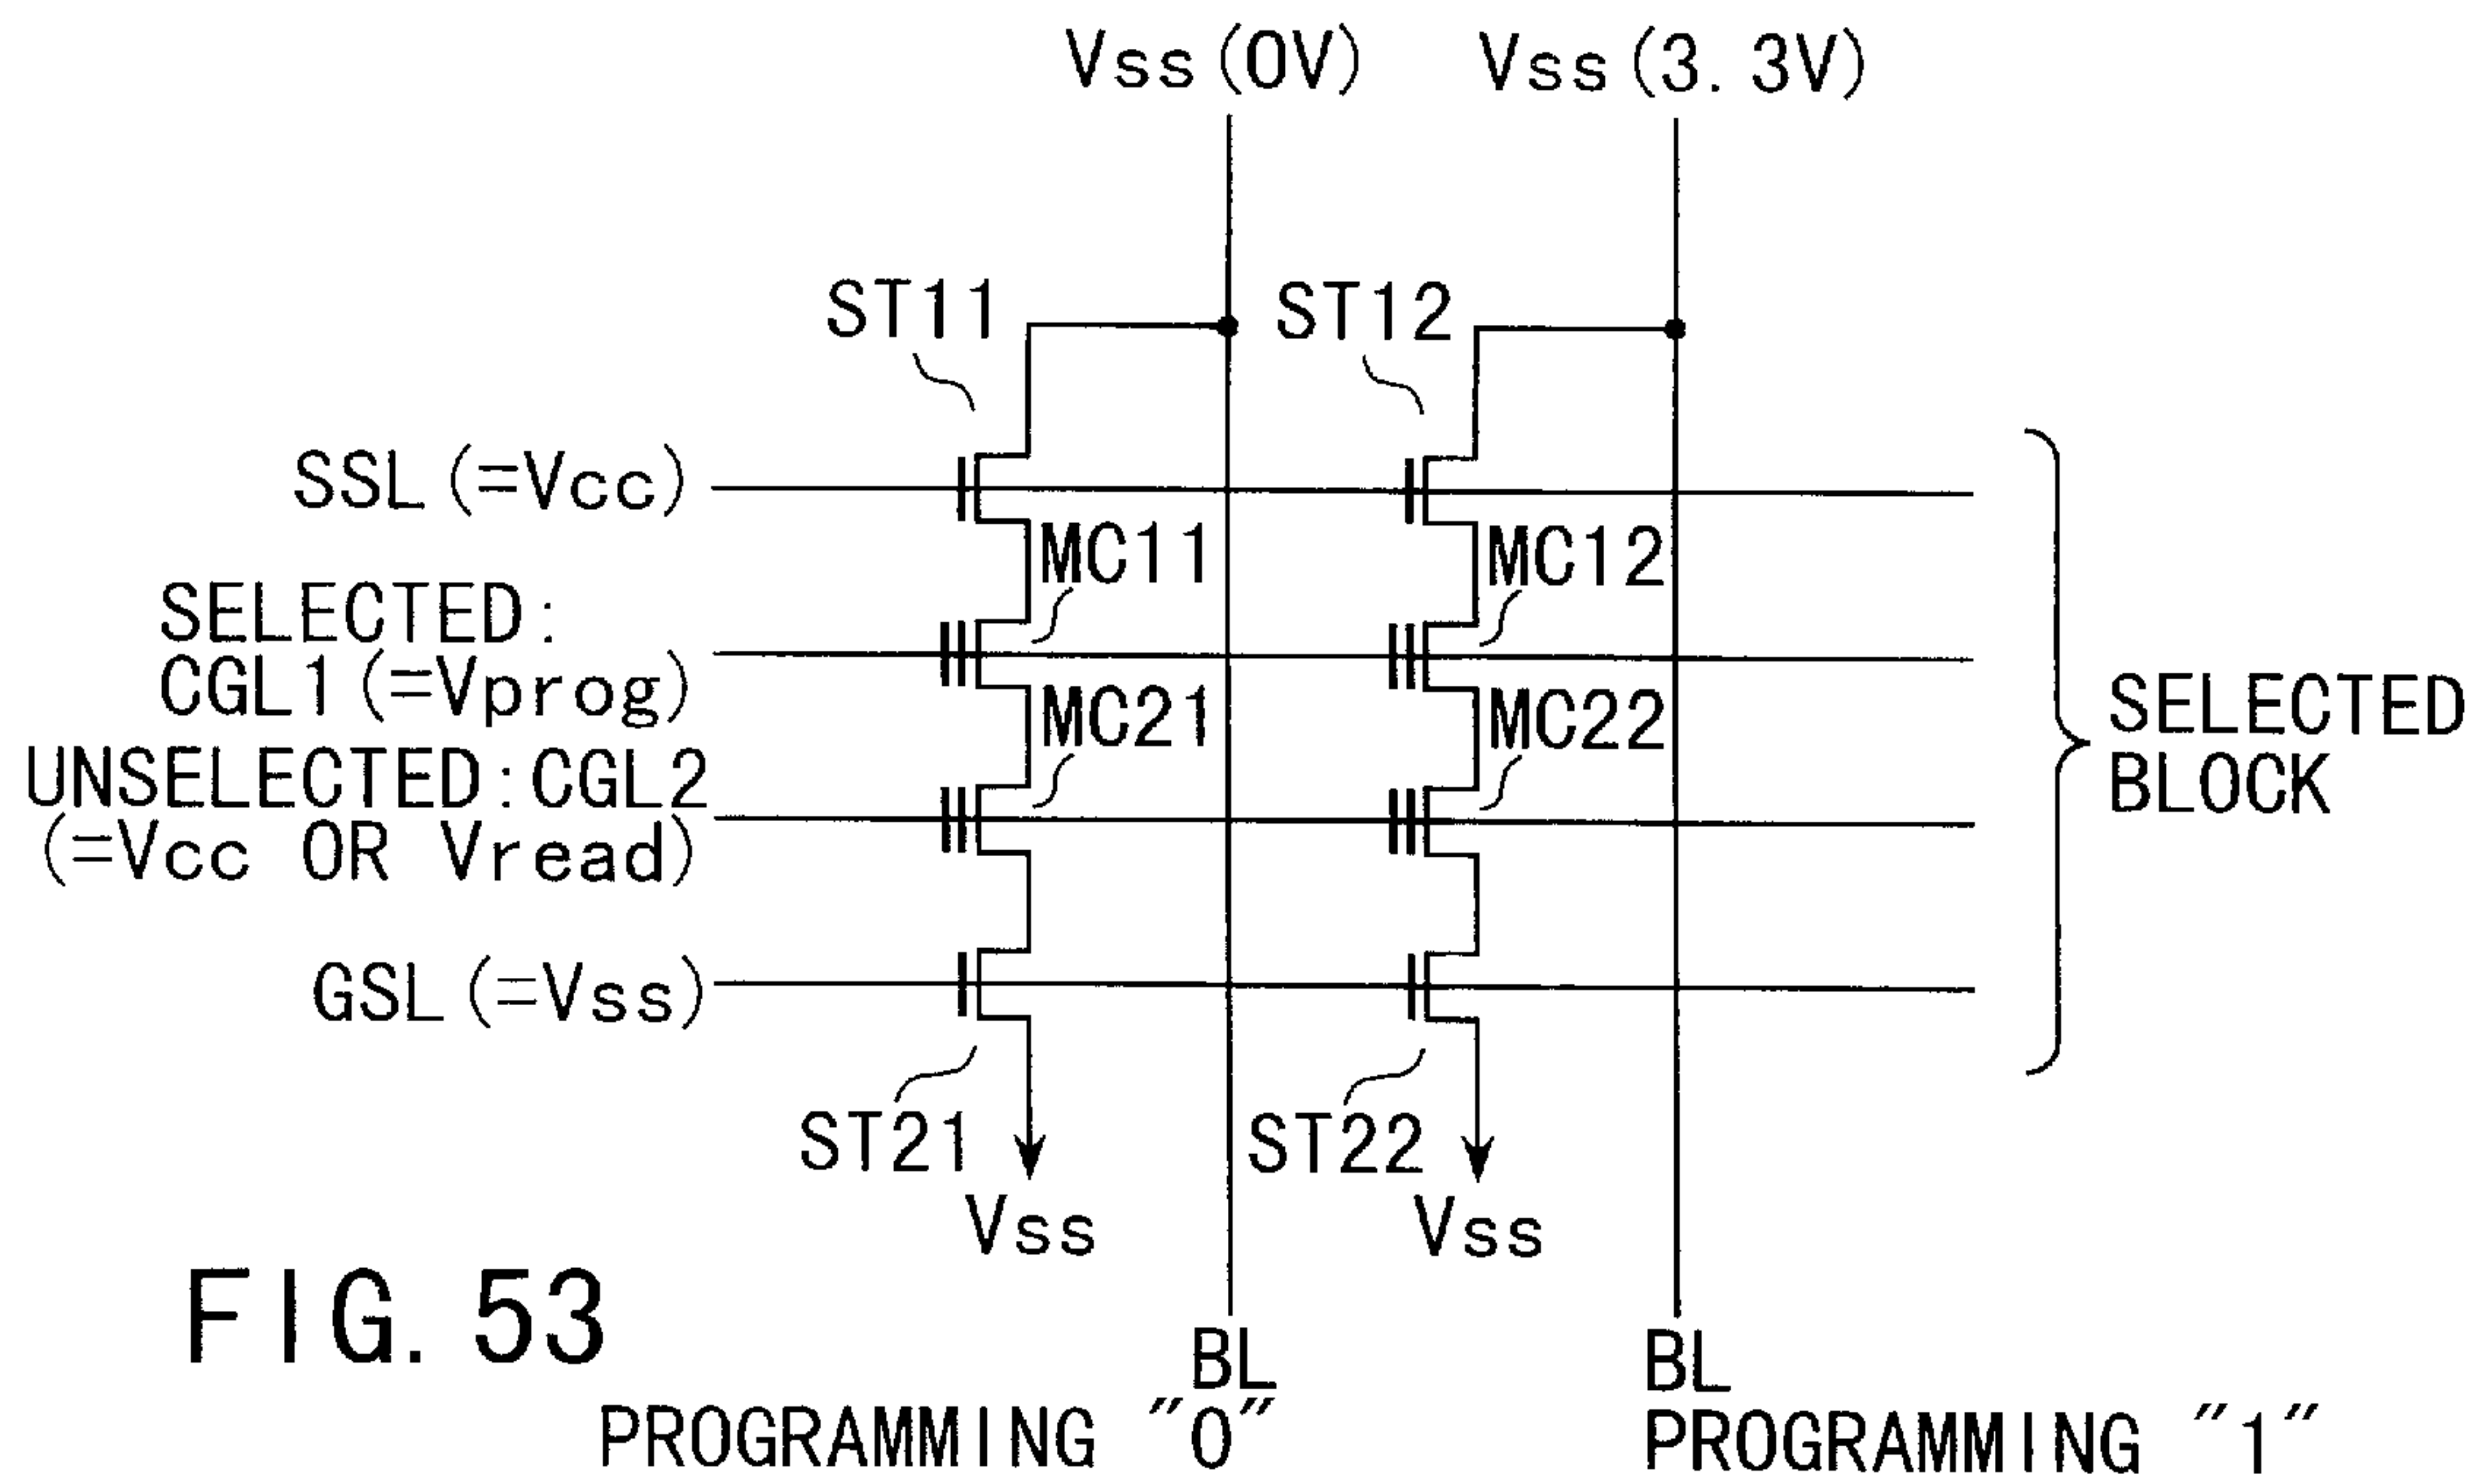 Vss(0V) Vss(3.3V)
ST11 ST12
SSL(=Vcc)
MC11 MC12
SELECTED:
CGL1(=Vprog)
MC21 MC22
UNSELECTED:CGL2
(=Vcc OR Vread)
SELECTED
BLOCK
GSL(=Vss)
ST21 ST22
Vss Vss
FIG. 53
BL BL
PROGRAMMING "0" PROGRAMMING "1"